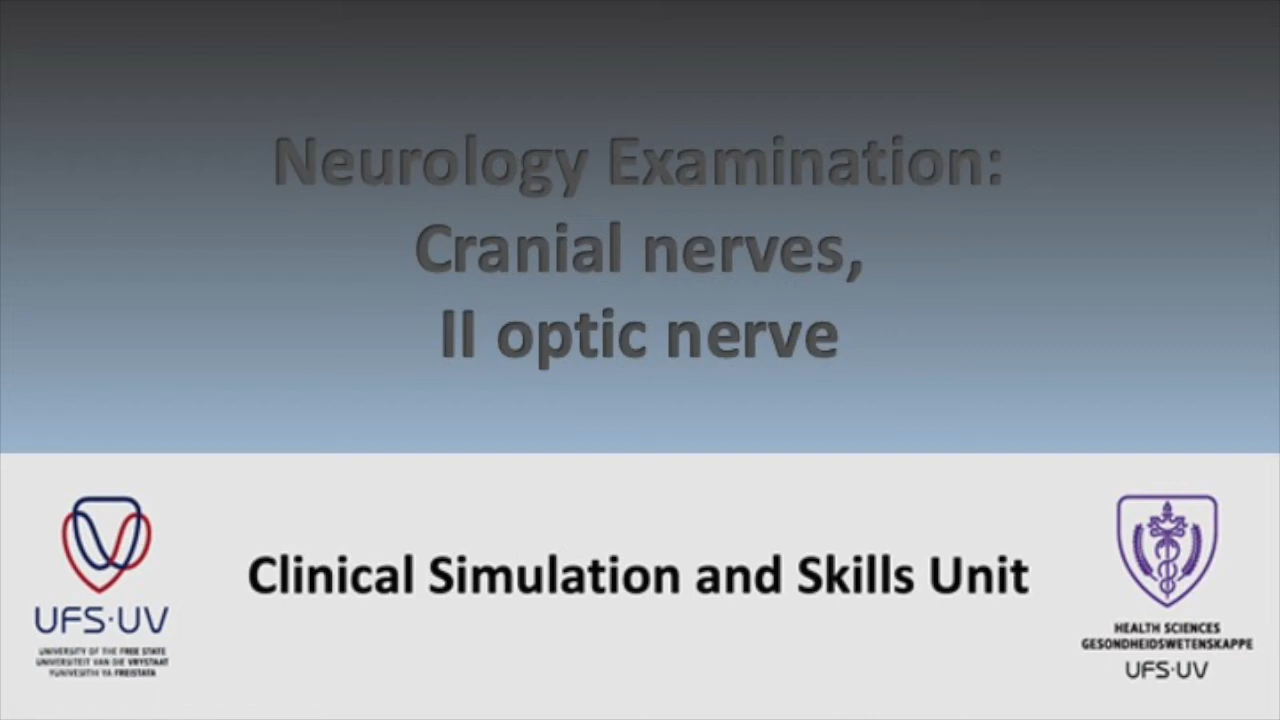 Neurology Examination:
Cranial nerves,
II optic nerve
Clinical Simulation and Skills Unit
UFS·UV
UNIVERSITY OF THE FREE STATE
UNIVERSITEIT VAN DIE VRYSTAAT
YUNIVESITHI YA FREISTATA
HEALTH SCIENCES
GESONDHEIDSWETENSKAPPE
UFS·UV